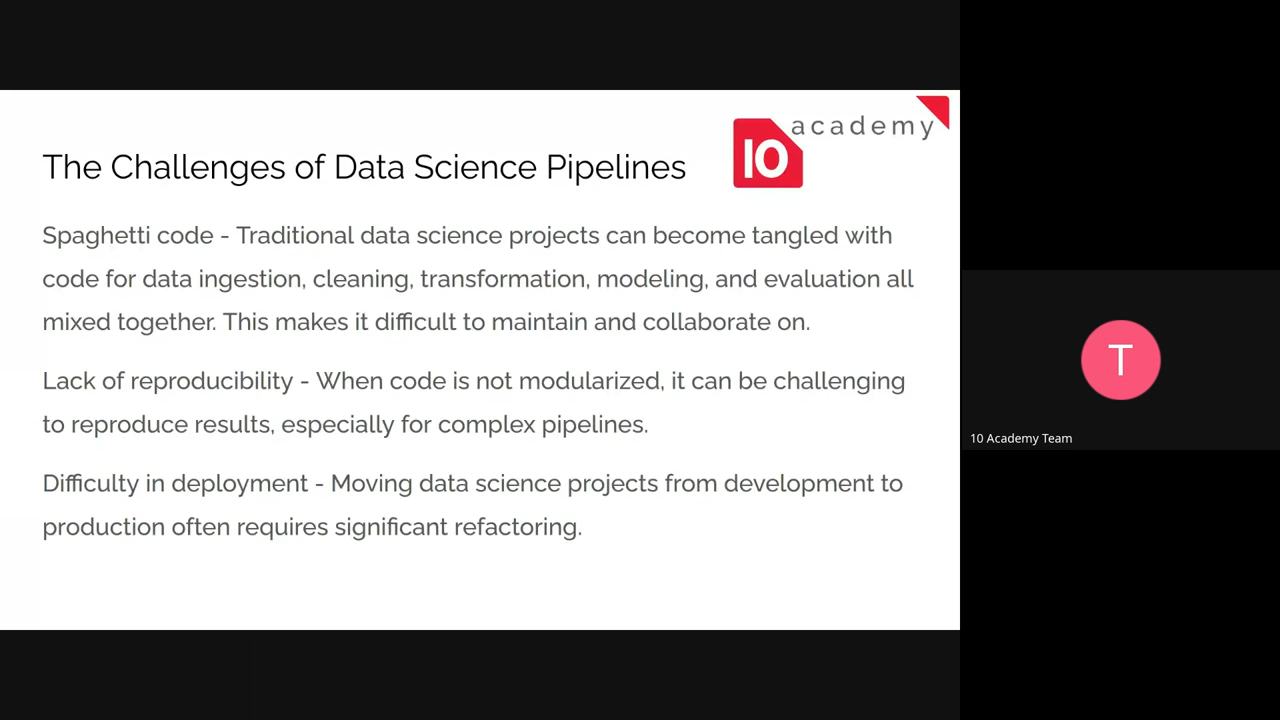 10 academy
The Challenges of Data Science Pipelines
Spaghetti code - Traditional data science projects can become tangled with
code for data ingestion, cleaning, transformation, modeling, and evaluation all
mixed together. This makes it difficult to maintain and collaborate on.
Lack of reproducibility - When code is not modularized, it can be challenging
to reproduce results, especially for complex pipelines.
Difficulty in deployment - Moving data science projects from development to
production often requires significant refactoring.
T
10 Academy Team